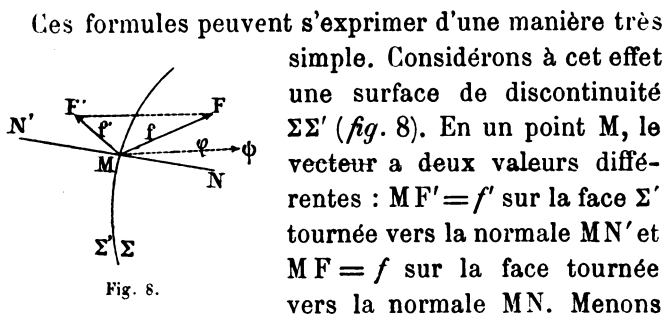 Ces formules peuvent s'exprimer d'une manière très
simple. Considérons à cet effet
une surface de discontinuité
ΣΣ′ (fig. 8). En un point M, le
vecteur a deux valeurs diffé-
rentes : MF′=f′ sur la face Σ′
tournée vers la normale MN′ et
MF = f sur la face tournée
vers la normale MN. Menons
F′ F
N′ f′ f
M φ ϕ
N
Σ′ Σ
Fig. 8.